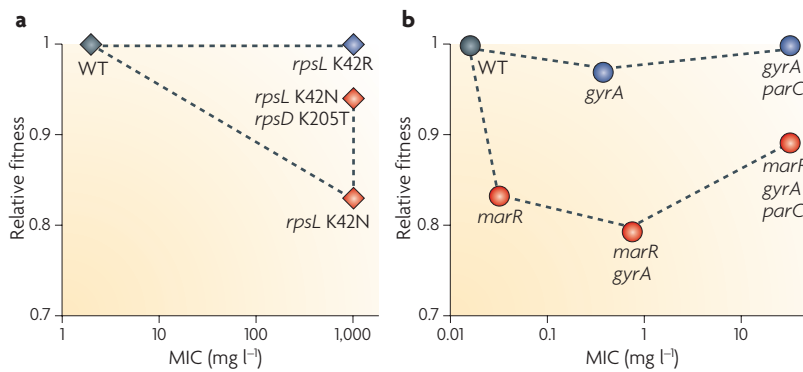 a
Relative fitness
1
0.9
0.8
0.7
WT
rpsL K42R
rpsL K42N
rpsD K205T
rpsL K42N
1
10
100
1,000
MIC (mg l⁻¹)
b
Relative fitness
1
0.9
0.8
0.7
WT
gyrA
gyrA
parC
marR
marR
gyrA
marR
gyrA
parC
0.01
0.1
1
10
MIC (mg l⁻¹)